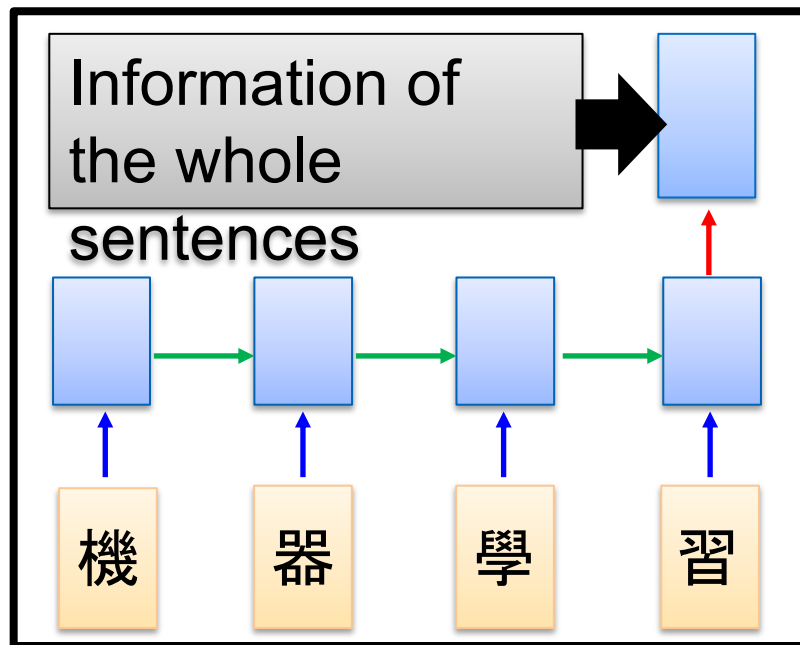 Information of
the whole
sentences
機 器 學 習